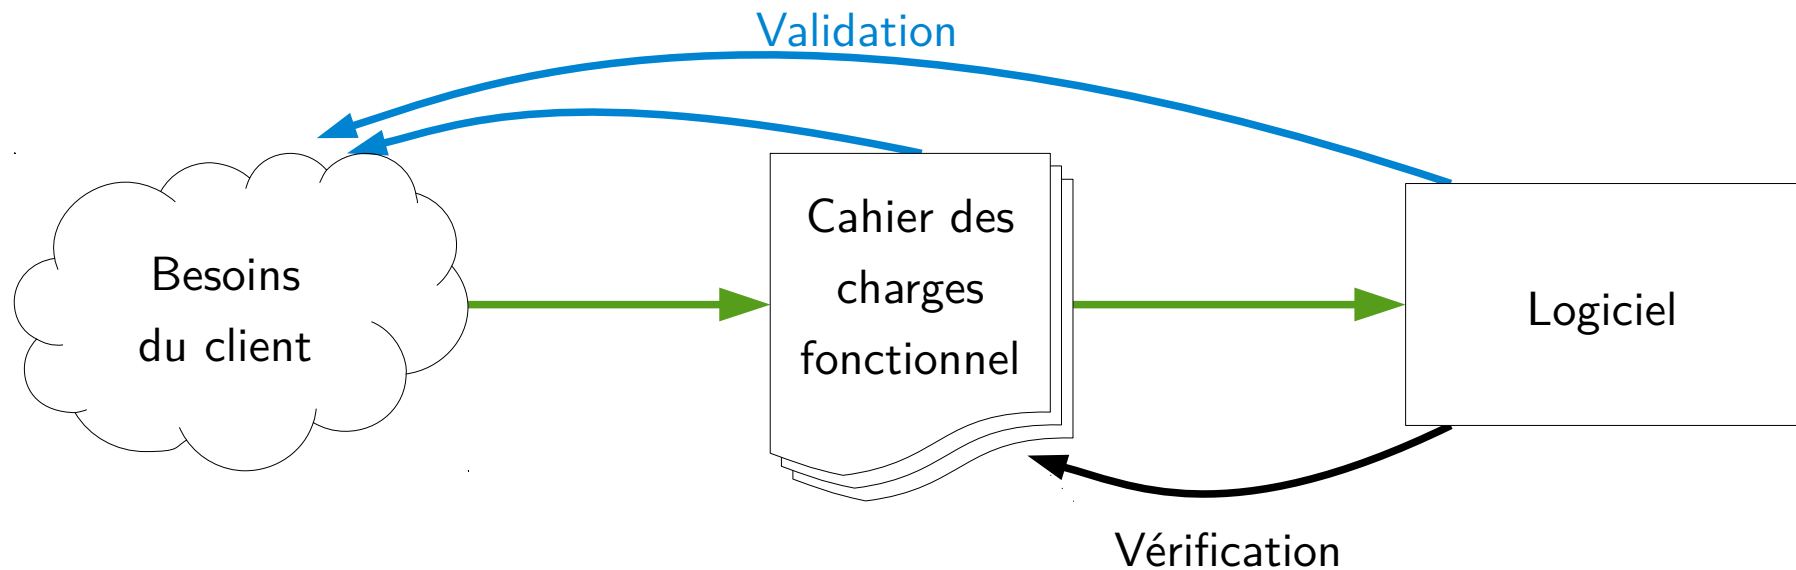 Validation
Besoins
du client
Cahier des
charges
fonctionnel
Logiciel
Vérification